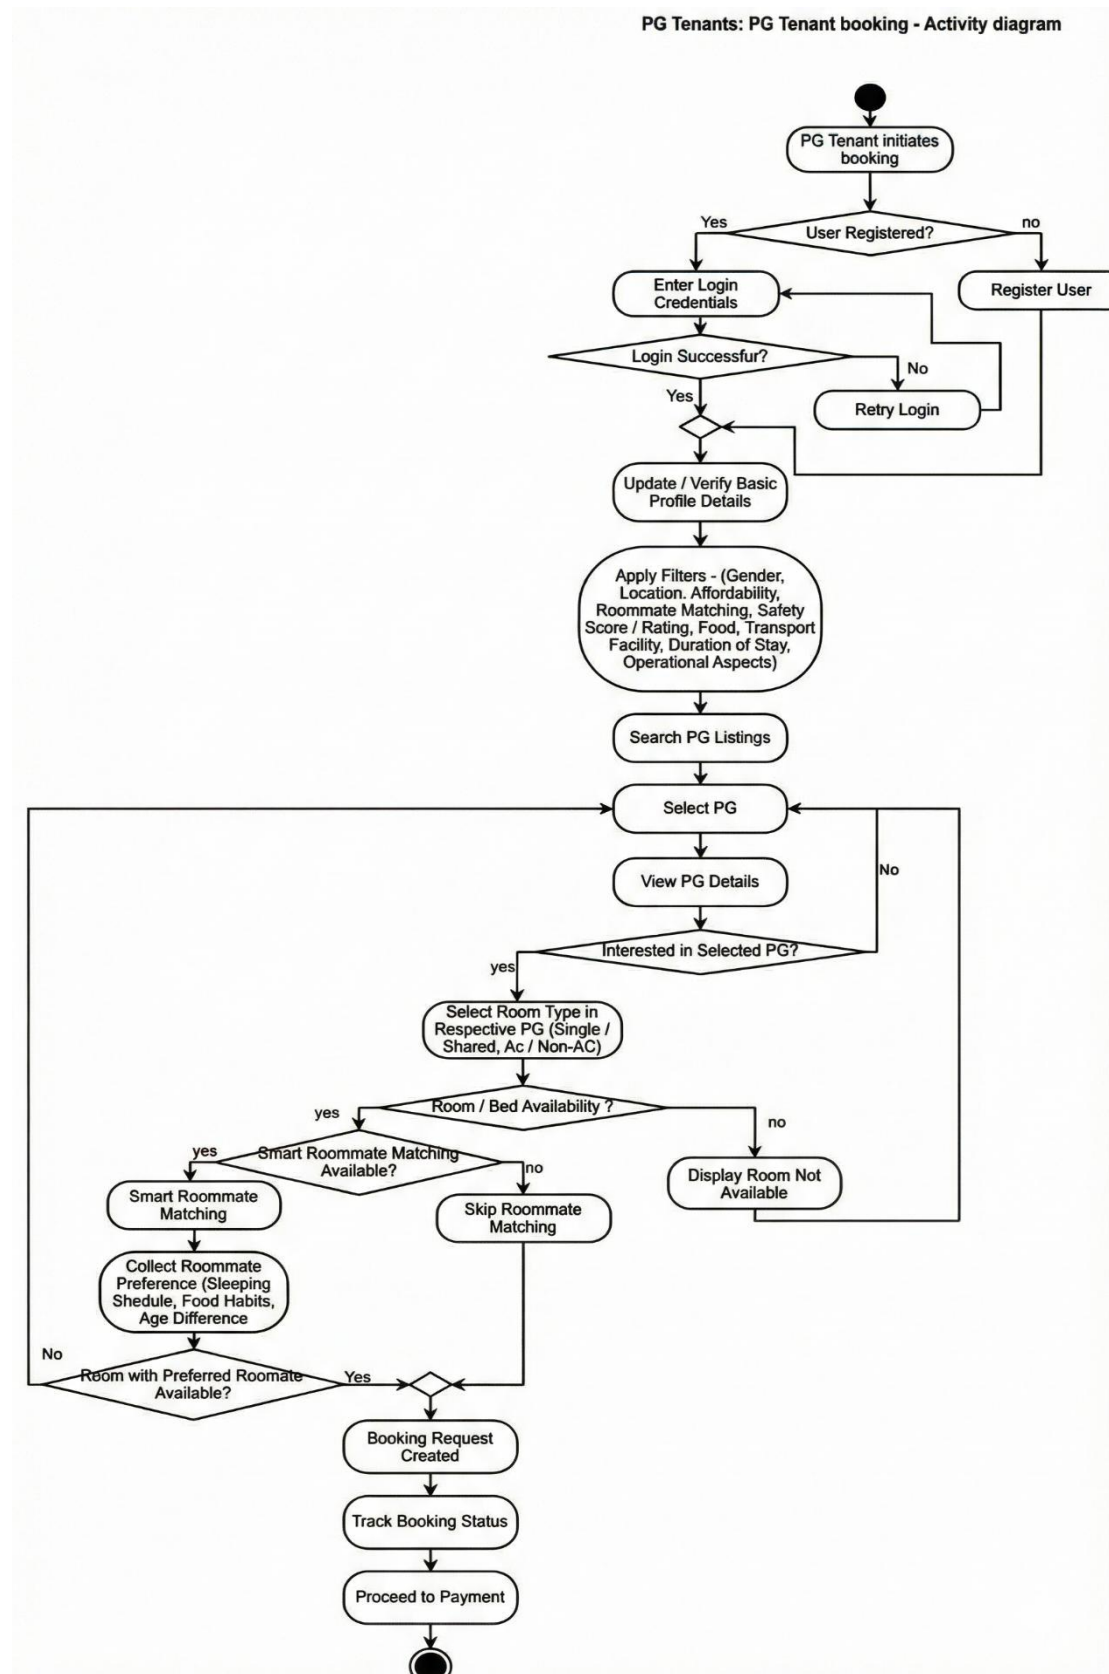 PG Tenants: PG Tenant booking - Activity diagram
PG Tenant initiates
booking
Yes
User Registered?
no
Enter Login
Credentials
Register User
Login Successfur?
No
Yes
Retry Login
Update / Verify Basic
Profile Details
Apply Filters - (Gender,
Location. Affordability,
Roommate Matching, Safety
Score / Rating, Food, Transport
Facility, Duration of Stay,
Operational Aspects)
Search PG Listings
Select PG
View PG Details
No
Interested in Selected PG?
yes
Select Room Type in
Respective PG (Single /
Shared, Ac / Non-AC)
Room / Bed Availability ?
yes
no
Smart Roommate Matching
Available?
yes
no
Display Room Not
Available
Smart Roommate
Matching
Skip Roommate
Matching
Collect Roommate
Preference (Sleeping
Shedule, Food Habits,
Age Difference
No
Room with Preferred Roomate
Available?
Yes
Booking Request
Created
Track Booking Status
Proceed to Payment